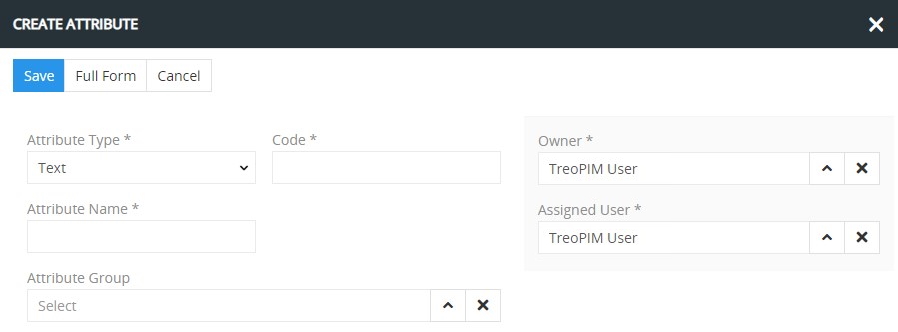 CREATE ATTRIBUTE
Save Full Form Cancel
Attribute Type * Code * Owner *
Text TreoPIM User
Attribute Name * Assigned User *
TreoPIM User
Attribute Group
Select